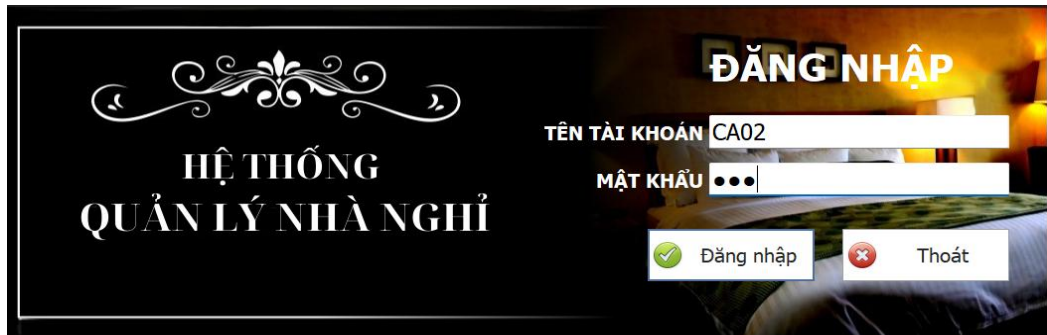 HỆ THỐNG
QUẢN LÝ NHÀ NGHỈ
ĐĂNG NHẬP
TÊN TÀI KHOẢN CA02
MẬT KHẨU ●●●
Đăng nhập Thoát